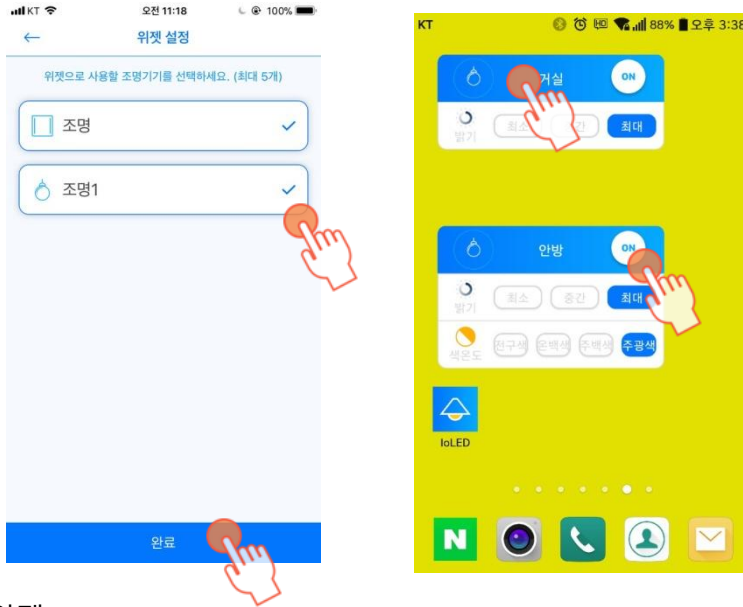 KT 오전 11:18 100%
위젯 설정
위젯으로 사용할 조명기기를 선택하세요. (최대 5개)
조명
조명1
완료
KT HD 88% 오후 3:38
거실 ON
밝기 최소 최대
안방 ON
밝기 최소 중간 최대
색온도 전구색 온백색 주백색 주광색
IoLED
N